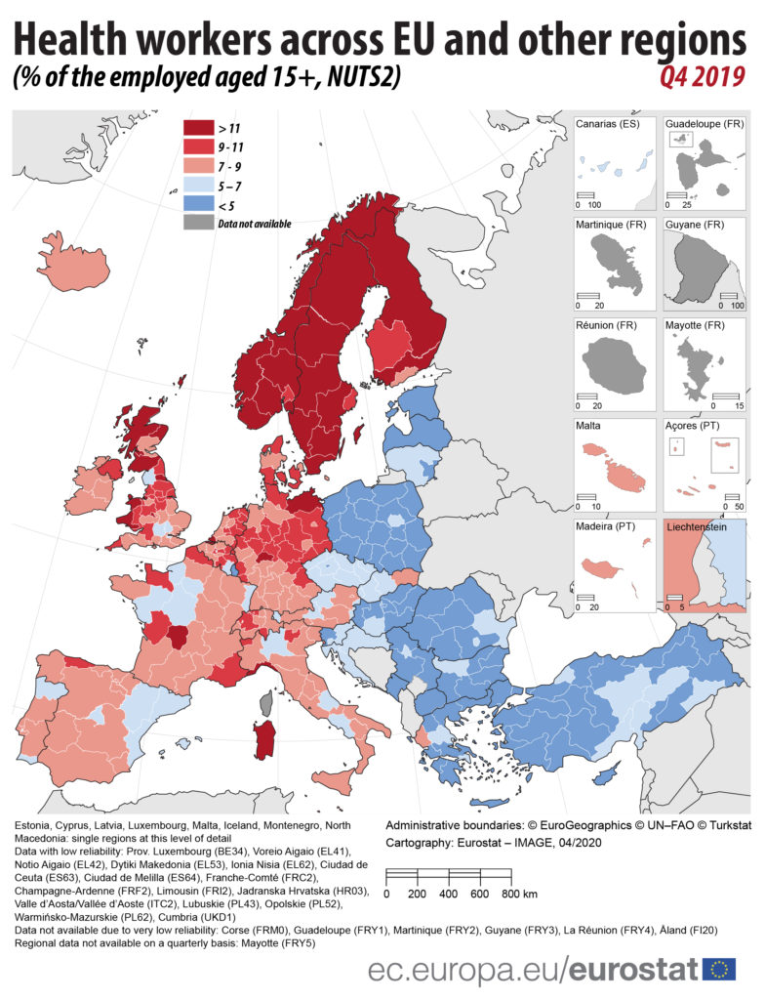 Health workers across EU and other regions
(% of the employed aged 15+, NUTS2)
Q4 2019
> 11
9 - 11
7 - 9
5 – 7
< 5
Data not available
Canarias (ES)
0 100
Guadeloupe (FR)
0 25
Martinique (FR)
0 20
Guyane (FR)
0 100
Réunion (FR)
0 20
Mayotte (FR)
0 15
Malta
0 10
Açores (PT)
0 50
Madeira (PT)
0 20
Liechtenstein
0 5
Estonia, Cyprus, Latvia, Luxembourg, Malta, Iceland, Montenegro, North
Macedonia: single regions at this level of detail
Data with low reliability: Prov. Luxembourg (BE34), Voreio Aigaio (EL41),
Notio Aigaio (EL42), Dytiki Makedonia (EL53), Ionia Nisia (EL62), Ciudad de
Ceuta (ES63), Ciudad de Melilla (ES64), Franche-Comté (FRC2),
Champagne-Ardenne (FRF2), Limousin (FRI2), Jadranska Hrvatska (HR03),
Valle d'Aosta/Vallée d'Aoste (ITC2), Lubuskie (PL43), Opolskie (PL52),
Warmińsko-Mazurskie (PL62), Cumbria (UKD1)
Data not available due to very low reliability: Corse (FRM0), Guadeloupe (FRY1), Martinique (FRY2), Guyane (FRY3), La Réunion (FRY4), Åland (FI20)
Regional data not available on a quarterly basis: Mayotte (FRY5)
Administrative boundaries: © EuroGeographics © UN–FAO © Turkstat
Cartography: Eurostat – IMAGE, 04/2020
0 200 400 600 800 km
ec.europa.eu/eurostat